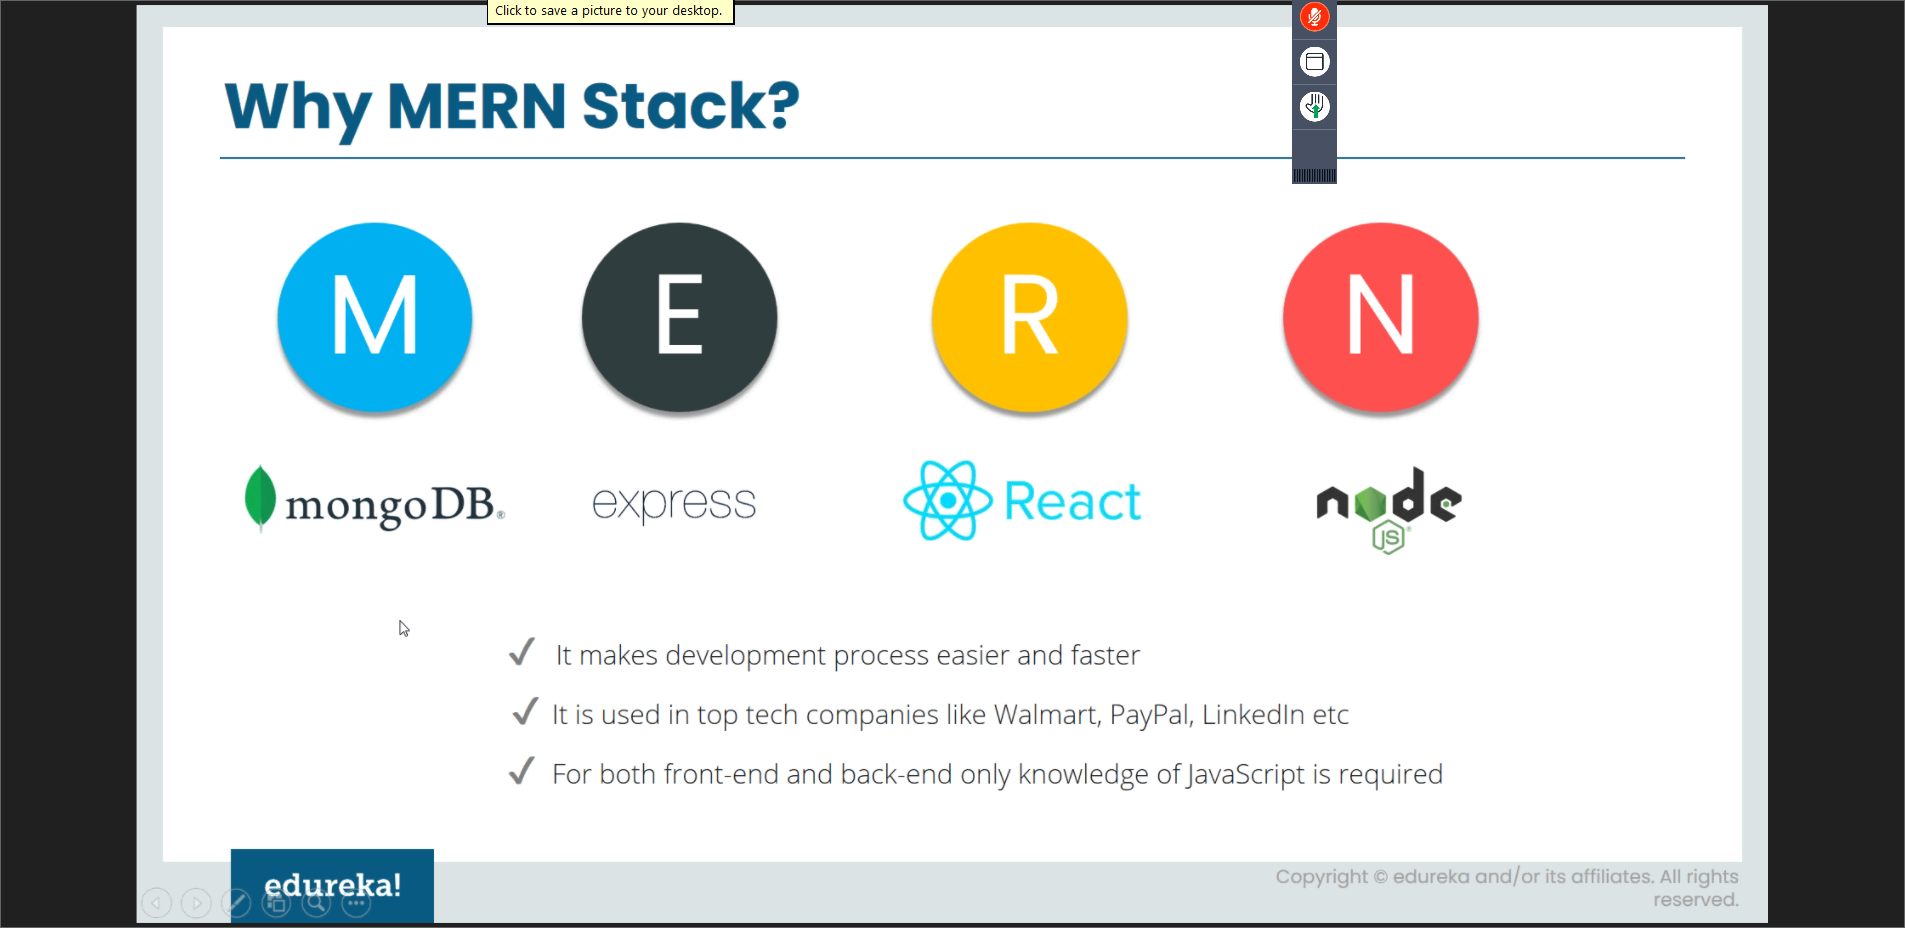 Click to save a picture to your desktop.
Why MERN Stack?
M E R N
mongoDB® express React node
JS
It makes development process easier and faster
It is used in top tech companies like Walmart, PayPal, LinkedIn etc
For both front-end and back-end only knowledge of JavaScript is required
edureka!
Copyright © edureka and/or its affiliates. All rights
reserved.